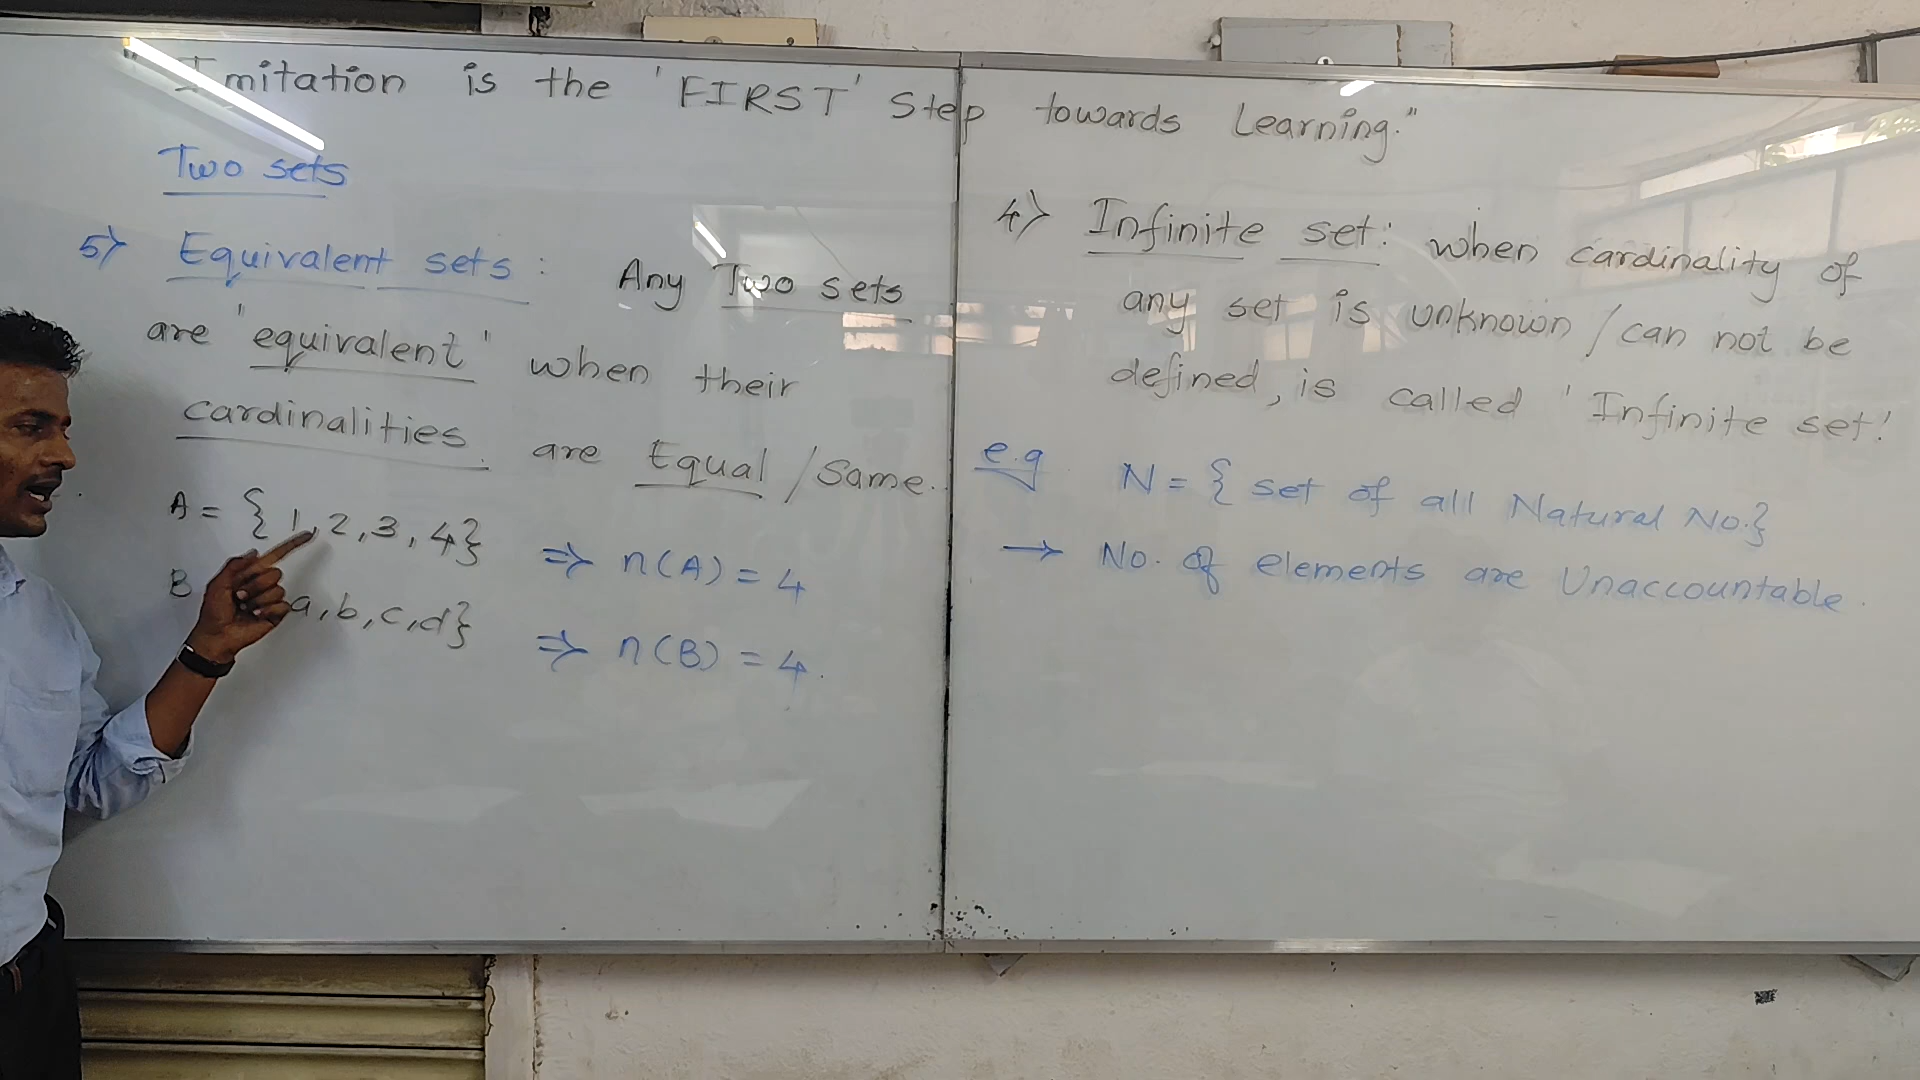 "Imitation is the 'FIRST' Step towards Learning."
Two sets
5) Equivalent sets : Any Two sets
are 'equivalent' when their
cardinalities are Equal / Same.
A = { 1, 2, 3, 4} => n(A) = 4
B a, b, c, d} => n(B) = 4.
4) Infinite set: when cardinality of
any set is unknown / can not be
defined, is called 'Infinite set'
e.g N = { set of all Natural No.}
→ No. of elements are Unaccountable.